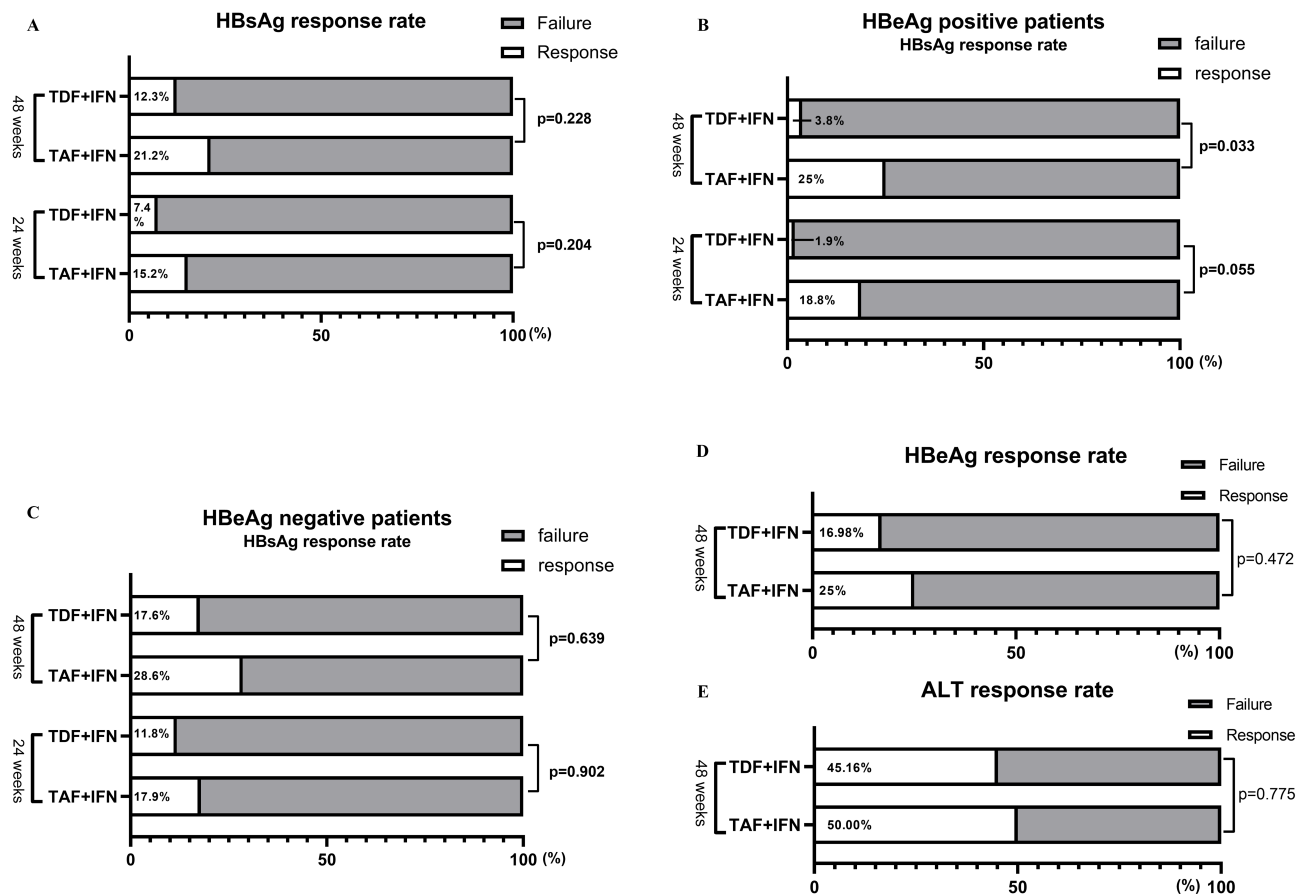 A
HBsAg response rate
Failure
Response
48 weeks
TDF+IFN
12.3%
TAF+IFN
21.2%
p=0.228
24 weeks
TDF+IFN
7.4
%
TAF+IFN
15.2%
p=0.204
0
50
100
(%)
B
HBeAg positive patients
HBsAg response rate
failure
response
48 weeks
TDF+IFN
3.8%
TAF+IFN
25%
p=0.033
24 weeks
TDF+IFN
1.9%
TAF+IFN
18.8%
p=0.055
0
50
100
(%)
C
HBeAg negative patients
HBsAg response rate
failure
response
48 weeks
TDF+IFN
17.6%
TAF+IFN
28.6%
p=0.639
24 weeks
TDF+IFN
11.8%
TAF+IFN
17.9%
p=0.902
0
50
100
(%)
D
HBeAg response rate
Failure
Response
48 weeks
TDF+IFN
16.98%
TAF+IFN
25%
p=0.472
0
50
(%)
100
E
ALT response rate
Failure
Response
48 weeks
TDF+IFN
45.16%
TAF+IFN
50.00%
p=0.775
0
50
(%)
100